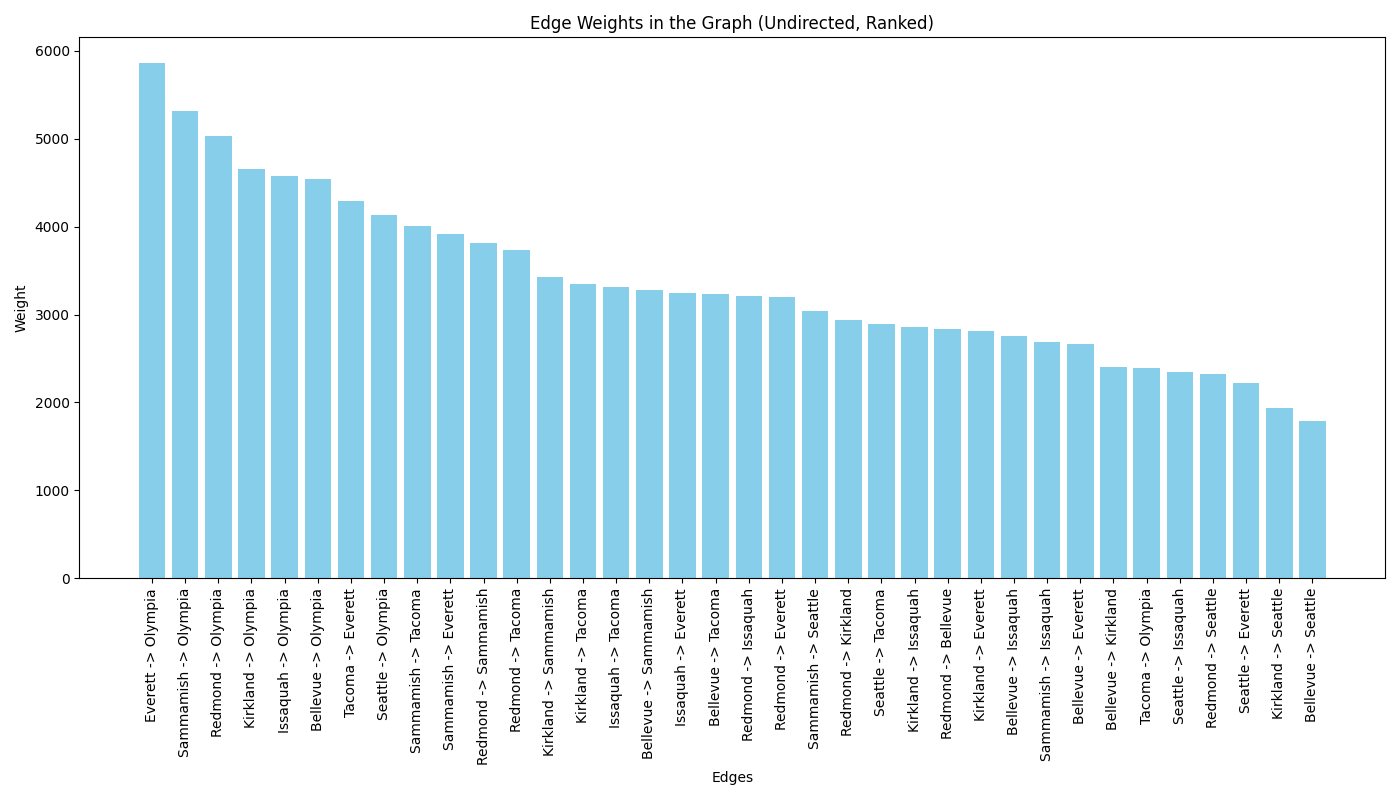 Edge Weights in the Graph (Undirected, Ranked)
Weight
6000
5000
4000
3000
2000
1000
0
Everett -> Olympia
Sammamish -> Olympia
Redmond -> Olympia
Kirkland -> Olympia
Issaquah -> Olympia
Bellevue -> Olympia
Tacoma -> Everett
Seattle -> Olympia
Sammamish -> Tacoma
Sammamish -> Everett
Redmond -> Sammamish
Redmond -> Tacoma
Kirkland -> Sammamish
Kirkland -> Tacoma
Issaquah -> Tacoma
Bellevue -> Sammamish
Issaquah -> Everett
Bellevue -> Tacoma
Redmond -> Issaquah
Redmond -> Everett
Sammamish -> Seattle
Redmond -> Kirkland
Seattle -> Tacoma
Kirkland -> Issaquah
Redmond -> Bellevue
Kirkland -> Everett
Bellevue -> Issaquah
Sammamish -> Issaquah
Bellevue -> Everett
Bellevue -> Kirkland
Tacoma -> Olympia
Seattle -> Issaquah
Redmond -> Seattle
Seattle -> Everett
Kirkland -> Seattle
Bellevue -> Seattle
Edges